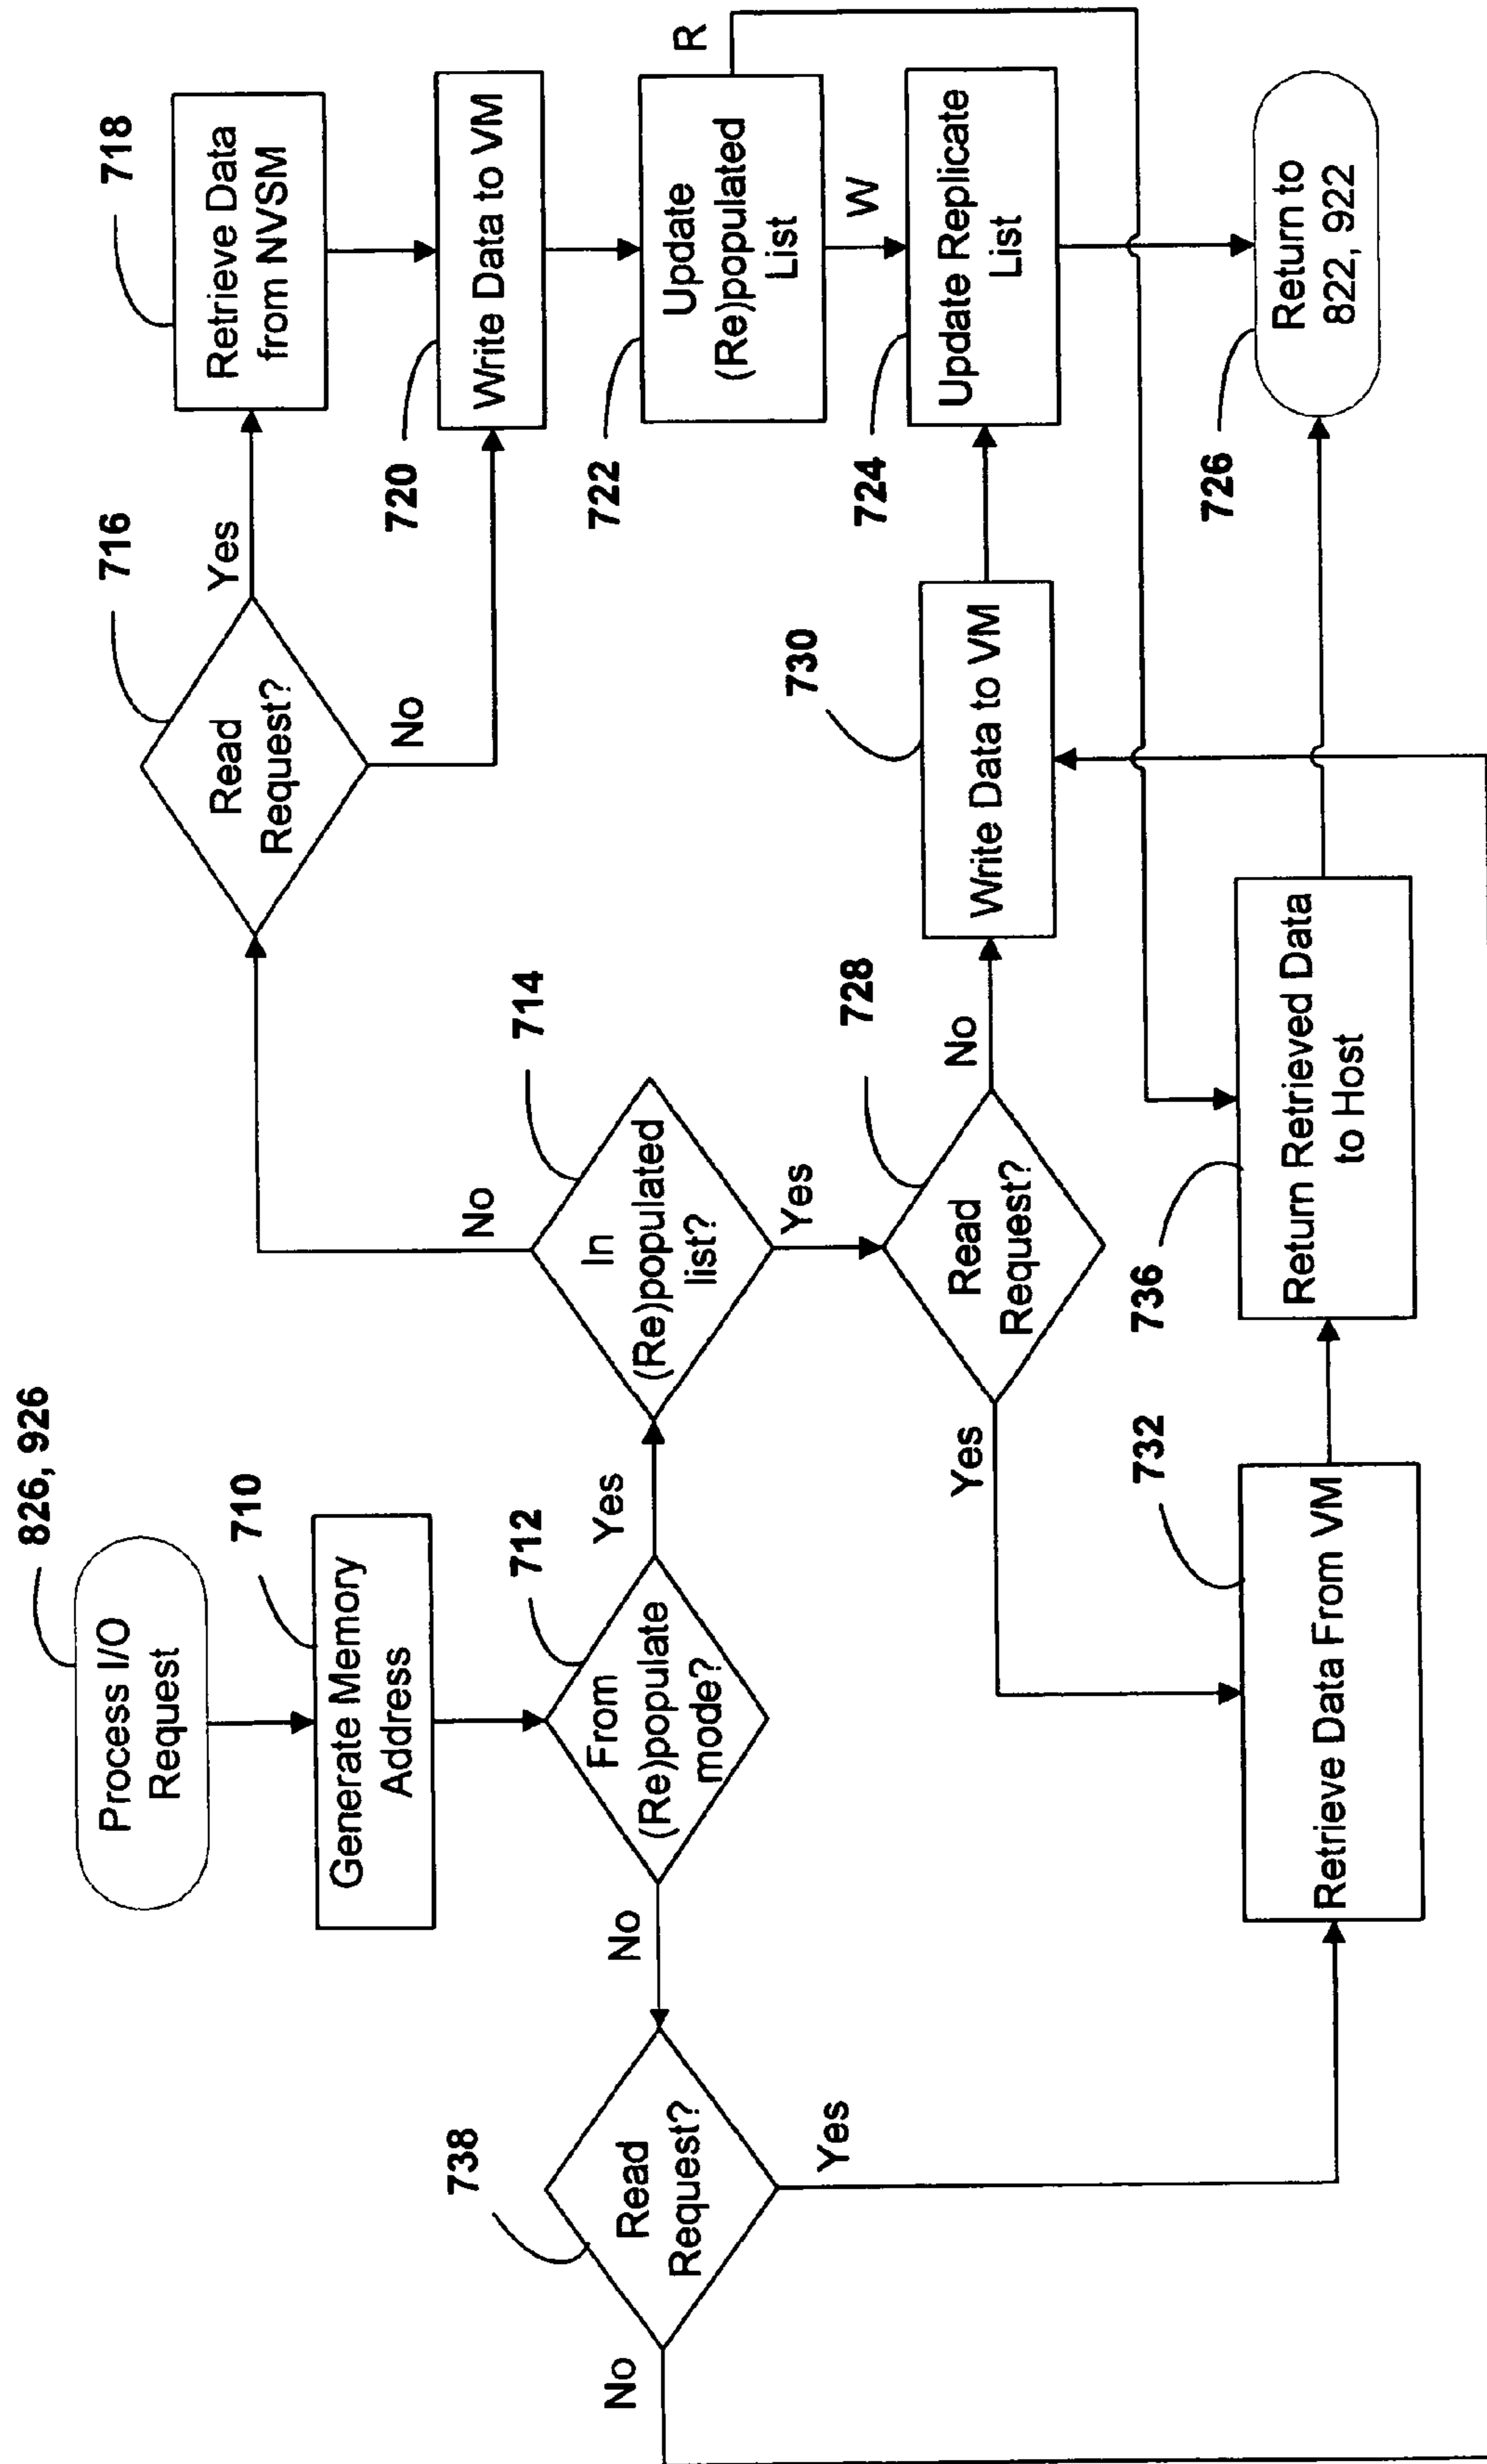 826, 926
Process I/O
Request
710
Generate Memory
Address
712
From
(Re)populate
mode?
Yes
No
714
In
(Re)populated
list?
No
Yes
716
Read
Request?
Yes
No
718
Retrieve Data
from NVSM
720
Write Data to VM
722
Update
(Re)populated
List
R
W
724
Update Replicate
List
726
Return to
822, 922
728
Read
Request?
No
Yes
730
Write Data to VM
732
Retrieve Data From VM
736
Return Retrieved Data
to Host
738
Read
Request?
Yes
No